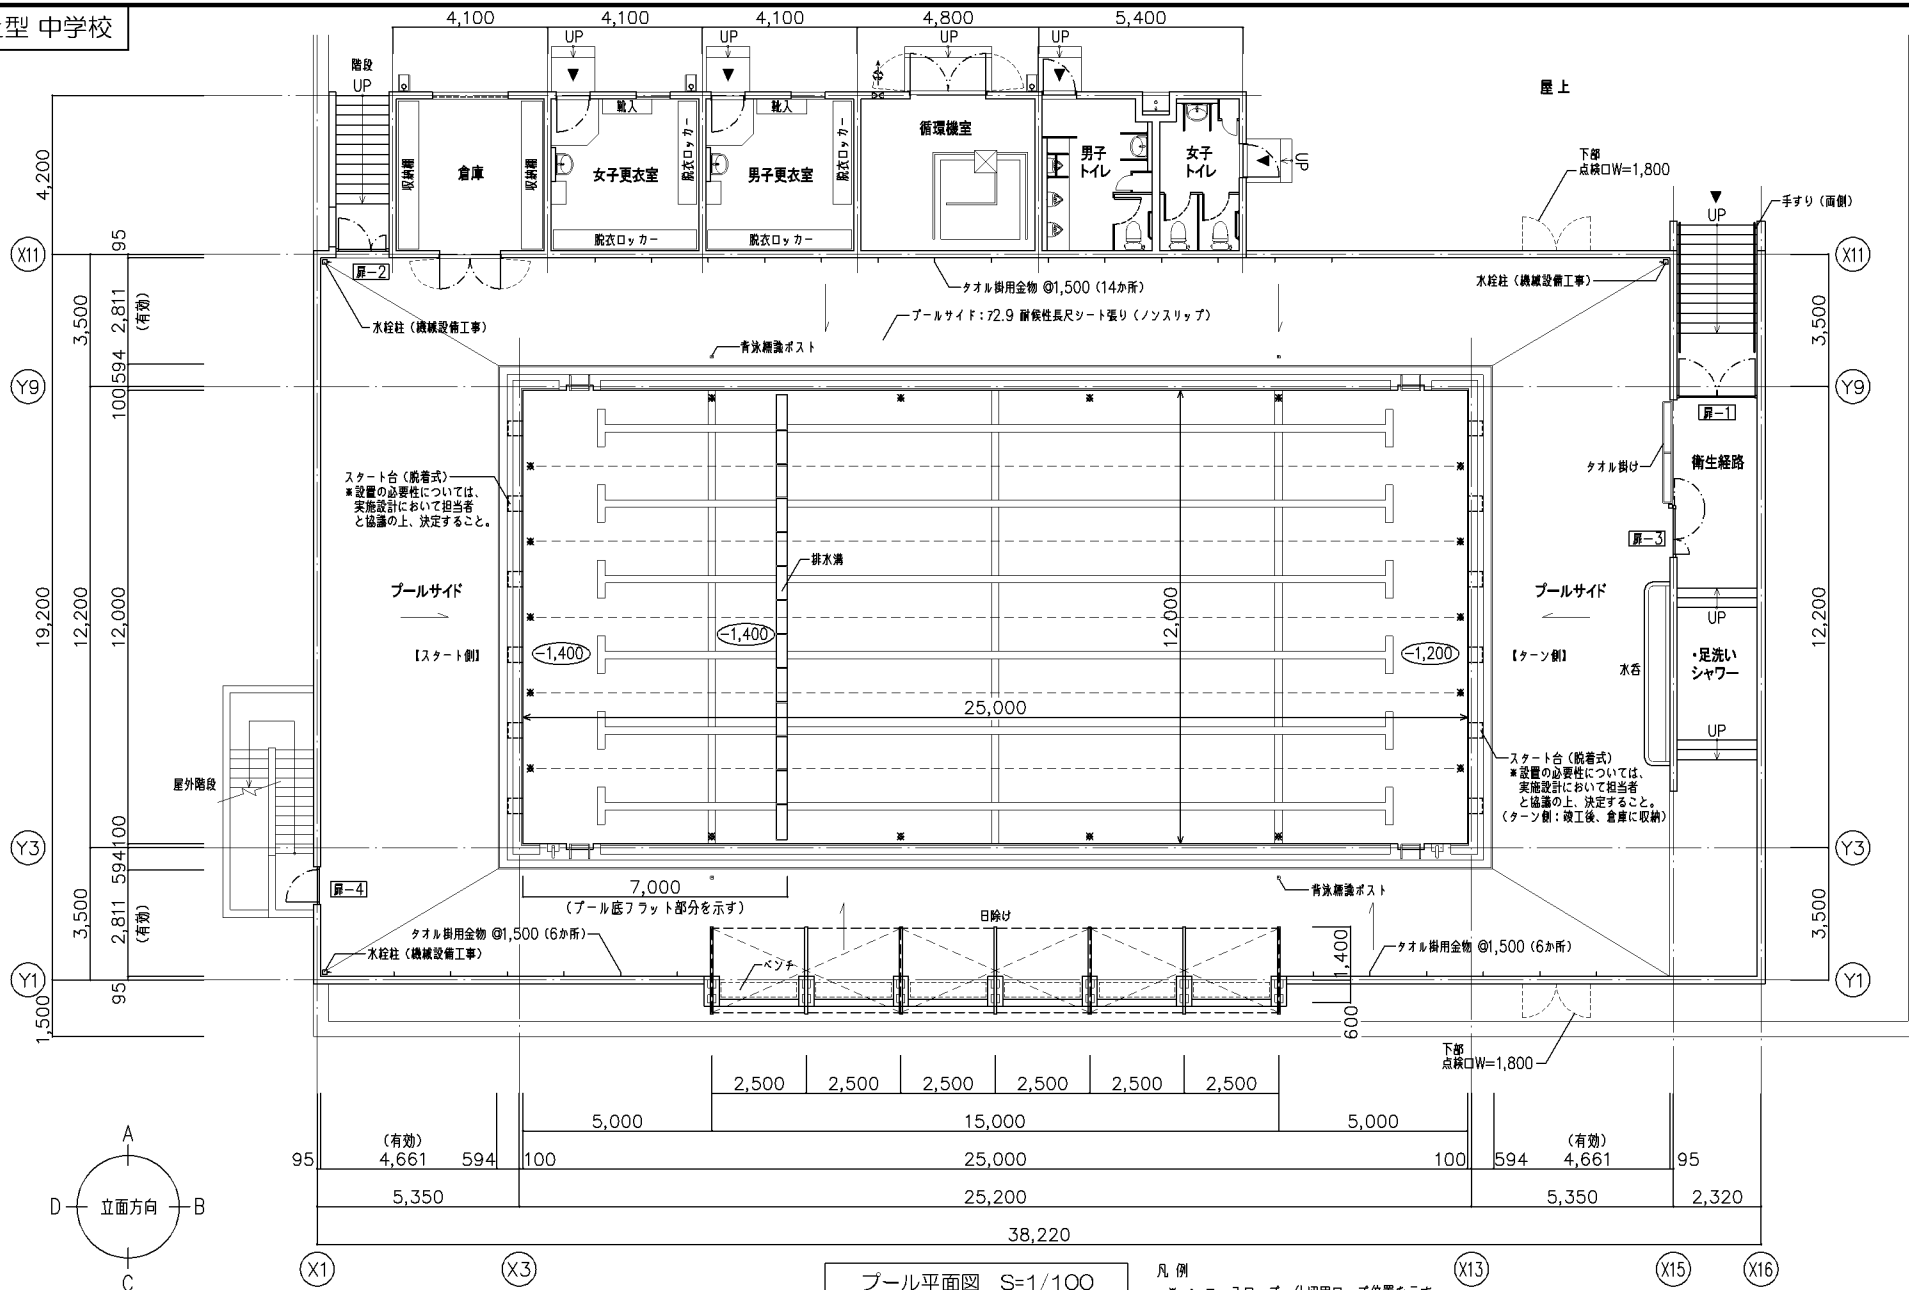 型 中学校
4,100
4,100
4,100
4,800
5,400
階段
UP
UP
UP
UP
UP
屋上
倉庫
収納棚
収納棚
靴入
女子更衣室
脱衣ロッカー
脱衣ロッカー
靴入
男子更衣室
脱衣ロッカー
脱衣ロッカー
循環機室
男子
トイレ
女子
トイレ
UP
下部
点検口W=1,800
UP
手すり（両側）
4,200
95
X11
X11
3,500
2,811
（有効）
594
100
Y9
Y9
3,500
扉-2
水栓柱（機械設備工事）
タオル掛用金物 @1,500（14か所）
プールサイド：ｱ2.9 耐候性長尺シート張り（ノンスリップ）
背泳標識ポスト
水栓柱（機械設備工事）
扉-1
衛生経路
タオル掛け
扉-3
スタート台（脱着式）
※設置の必要性については、
実施設計において担当者
と協議の上、決定すること。
排水溝
プールサイド
【スタート側】
-1,400
-1,400
12,000
-1,200
25,000
プールサイド
【ターン側】
水呑
UP
・足洗い
シャワー
UP
19,200
12,200
12,000
12,200
スタート台（脱着式）
※設置の必要性については、
実施設計において担当者
と協議の上、決定すること。
（ターン側：竣工後、倉庫に収納）
屋外階段
Y3
Y3
100
594
3,500
2,811
（有効）
95
3,500
扉-4
7,000
（プール底フラット部分を示す）
背泳標識ポスト
日除け
タオル掛用金物 @1,500（6か所）
水栓柱（機械設備工事）
ベンチ
1,400
タオル掛用金物 @1,500（6か所）
Y1
Y1
1,500
600
下部
点検口W=1,800
2,500
2,500
2,500
2,500
2,500
2,500
5,000
15,000
5,000
（有効）
（有効）
95
4,661
594
100
25,000
100
594
4,661
95
5,350
25,200
5,350
2,320
38,220
A
D
立面方向
B
C
X1
X3
X13
X15
X16
プール平面図 S=1/100
凡 例